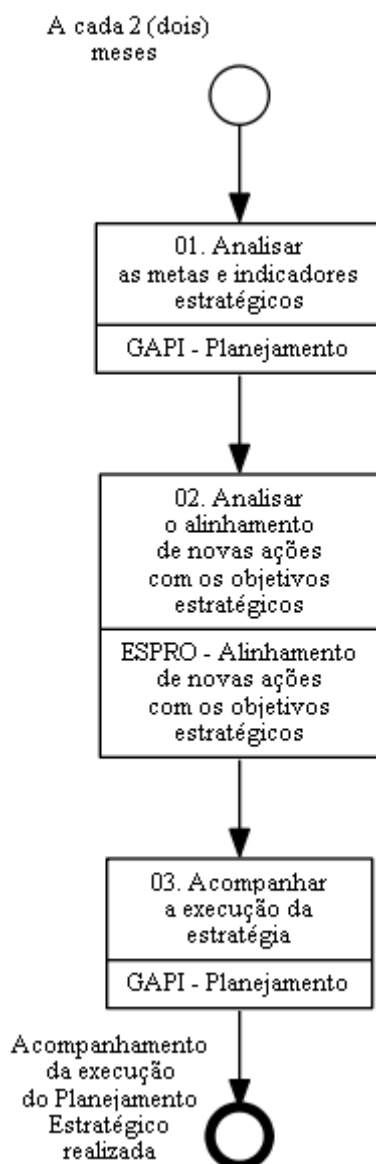 A cada 2 (dois)
meses
01. Analisar
as metas e indicadores
estratégicos
GAPI - Planejamento
02. Analisar
o alinhamento
de novas ações
com os objetivos
estratégicos
ESPRO - Alinhamento
de novas ações
com os objetivos
estratégicos
03. Acompanhar
a execução da
estratégia
GAPI - Planejamento
Acompanhamento
da execução
do Planejamento
Estratégico
realizada